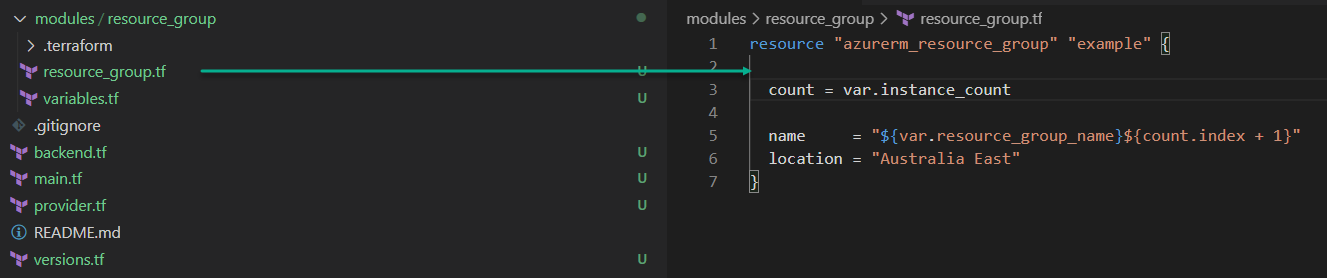 modules / resource_group
.terraform
resource_group.tf U
variables.tf U
.gitignore
backend.tf U
main.tf U
provider.tf U
README.md
versions.tf U
modules > resource_group > resource_group.tf
1 resource "azurerm_resource_group" "example" {
2
3 count = var.instance_count
4
5 name = "${var.resource_group_name}${count.index + 1}"
6 location = "Australia East"
7 }